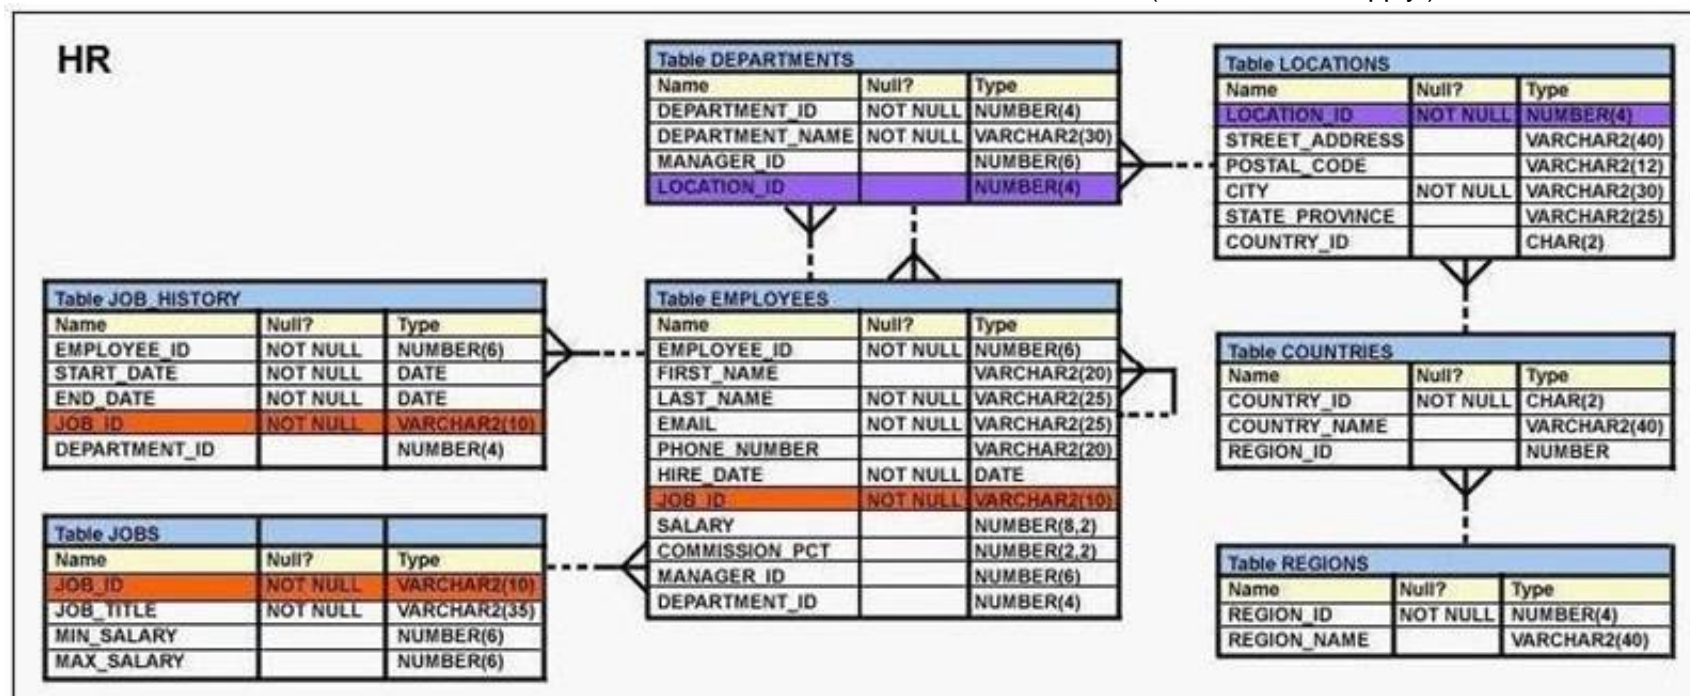 HR
Table DEPARTMENTS
Name Null? Type
DEPARTMENT_ID NOT NULL NUMBER(4)
DEPARTMENT_NAME NOT NULL VARCHAR2(30)
MANAGER_ID NUMBER(6)
LOCATION_ID NUMBER(4)
Table LOCATIONS
Name Null? Type
LOCATION_ID NOT NULL NUMBER(4)
STREET_ADDRESS VARCHAR2(40)
POSTAL_CODE VARCHAR2(12)
CITY NOT NULL VARCHAR2(30)
STATE_PROVINCE VARCHAR2(25)
COUNTRY_ID CHAR(2)
Table JOB_HISTORY
Name Null? Type
EMPLOYEE_ID NOT NULL NUMBER(6)
START_DATE NOT NULL DATE
END_DATE NOT NULL DATE
JOB_ID NOT NULL VARCHAR2(10)
DEPARTMENT_ID NUMBER(4)
Table EMPLOYEES
Name Null? Type
EMPLOYEE_ID NOT NULL NUMBER(6)
FIRST_NAME VARCHAR2(20)
LAST_NAME NOT NULL VARCHAR2(25)
EMAIL NOT NULL VARCHAR2(25)
PHONE_NUMBER VARCHAR2(20)
HIRE_DATE NOT NULL DATE
JOB_ID NOT NULL VARCHAR2(10)
SALARY NUMBER(8,2)
COMMISSION_PCT NUMBER(2,2)
MANAGER_ID NUMBER(6)
DEPARTMENT_ID NUMBER(4)
Table COUNTRIES
Name Null? Type
COUNTRY_ID NOT NULL CHAR(2)
COUNTRY_NAME VARCHAR2(40)
REGION_ID NUMBER
Table JOBS
Name Null? Type
JOB_ID NOT NULL VARCHAR2(10)
JOB_TITLE NOT NULL VARCHAR2(35)
MIN_SALARY NUMBER(6)
MAX_SALARY NUMBER(6)
Table REGIONS
Name Null? Type
REGION_ID NOT NULL NUMBER(4)
REGION_NAME VARCHAR2(40)